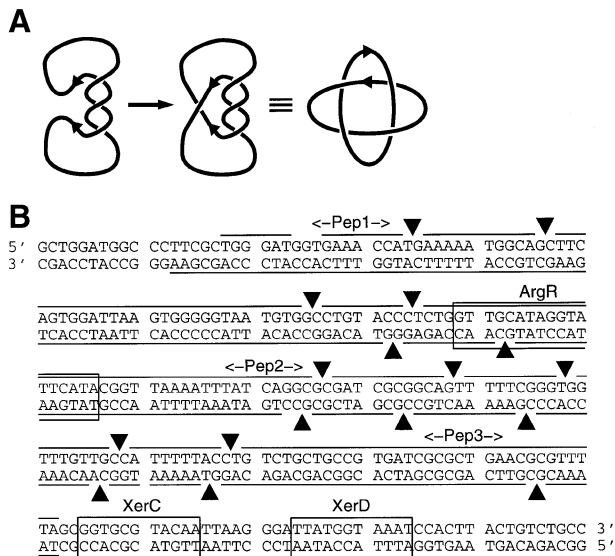 A
B
<-Pep1->
5′ GCTGGATGGC CCTTCGCTGG GATGGTGAAA CCATGAAAAA TGGCAGCTTC
3′ CGACCTACCG GGAAGCGACC CTACCACTTT GGTACTTTTT ACCGTCGAAG
ArgR
AGTGGATTAA GTGGGGGTAA TGTGGCCTGT ACCCTCTGGT TGCATAGGTA
TCACCTAATT CACCCCCATT ACACCGGACA TGGGAGACCA ACGTATCCAT
<-Pep2->
TTCATACGGT TAAAATTTAT CAGGCGCGAT CGCGGCAGTT TTTCGGGTGG
AAGTATGCCA ATTTTAAATA GTCCGCGCTA GCGCCGTCAA AAAGCCCACC
<-Pep3->
TTTGTTGCCA TTTTTACCTG TCTGCTGCCG TGATCGCGCT GAACGCGTTT
AAACAACGGT AAAAATGGAC AGACGACGGC ACTAGCGCGA CTTGCGCAAA
XerC XerD
TAGCGGTGCG TACAATTAAG GGATTATGGT AAATCCACTT ACTGTCTGCC 3′
ATCGCCACGC ATGTTAATTC CCTAATACCA TTTAGGTGAA TGACAGACGG 5′